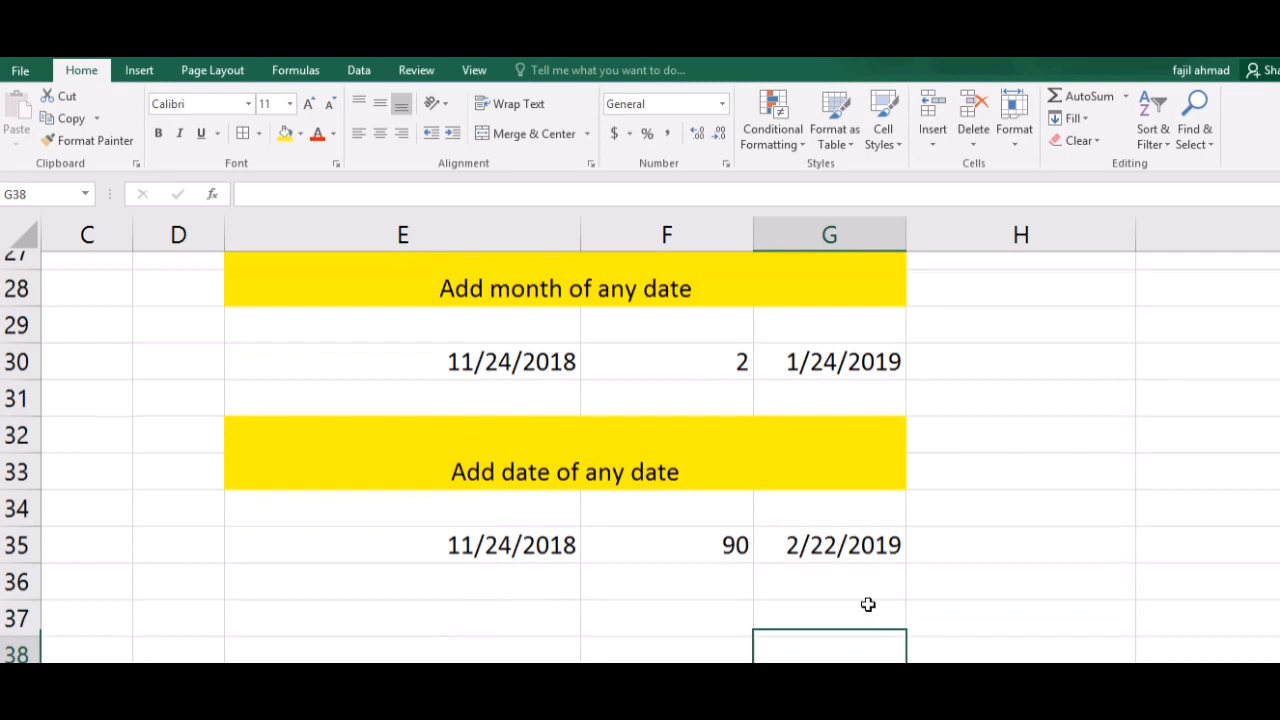 File Home Insert Page Layout Formulas Data Review View Tell me what you want to do... fajil ahmad Sha
Paste
Cut
Copy
Format Painter
Clipboard
Calibri 11 A A
B I U A
Font
Wrap Text
Merge & Center
Alignment
General
$ % ,
Number
Conditional Formatting
Format as Table
Cell Styles
Styles
Insert Delete Format
Cells
AutoSum
Fill
Clear
Sort & Filter
Find & Select
Editing
G38 fx
C D E F G H
27
28 Add month of any date
29
30 11/24/2018 2 1/24/2019
31
32
33 Add date of any date
34
35 11/24/2018 90 2/22/2019
36
37
38